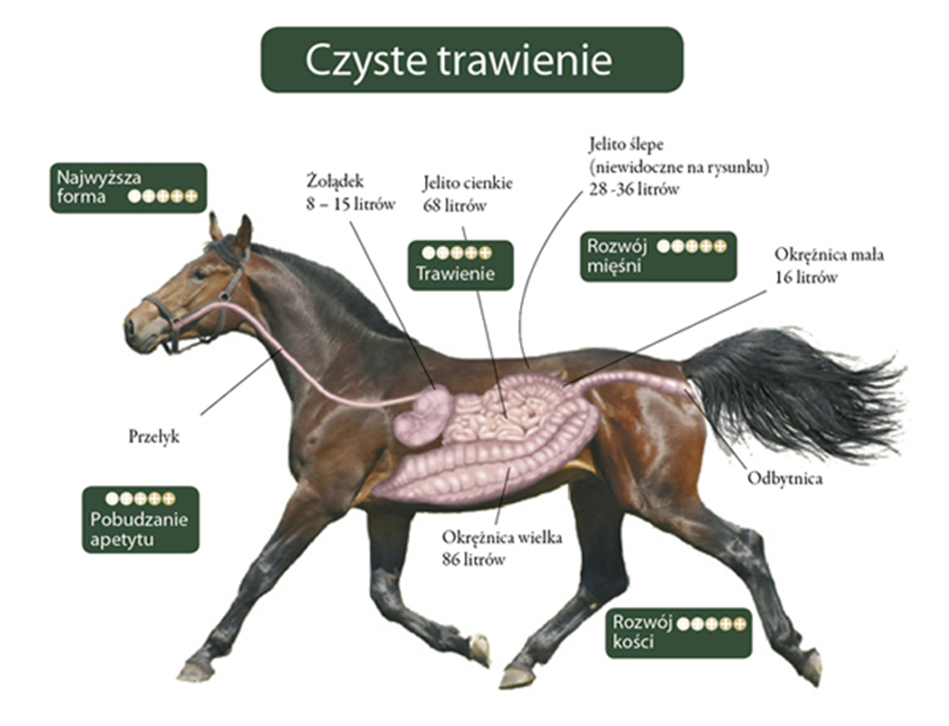 Czyste trawienie
Najwyższa
forma
Żołądek
8 – 15 litrów
Jelito cienkie
68 litrów
Jelito ślepe
(niewidoczne na rysunku)
28 -36 litrów
Trawienie
Rozwój
mięśni
Okrężnica mała
16 litrów
Przełyk
Odbytnica
Pobudzanie
apetytu
Okrężnica wielka
86 litrów
Rozwój
kości